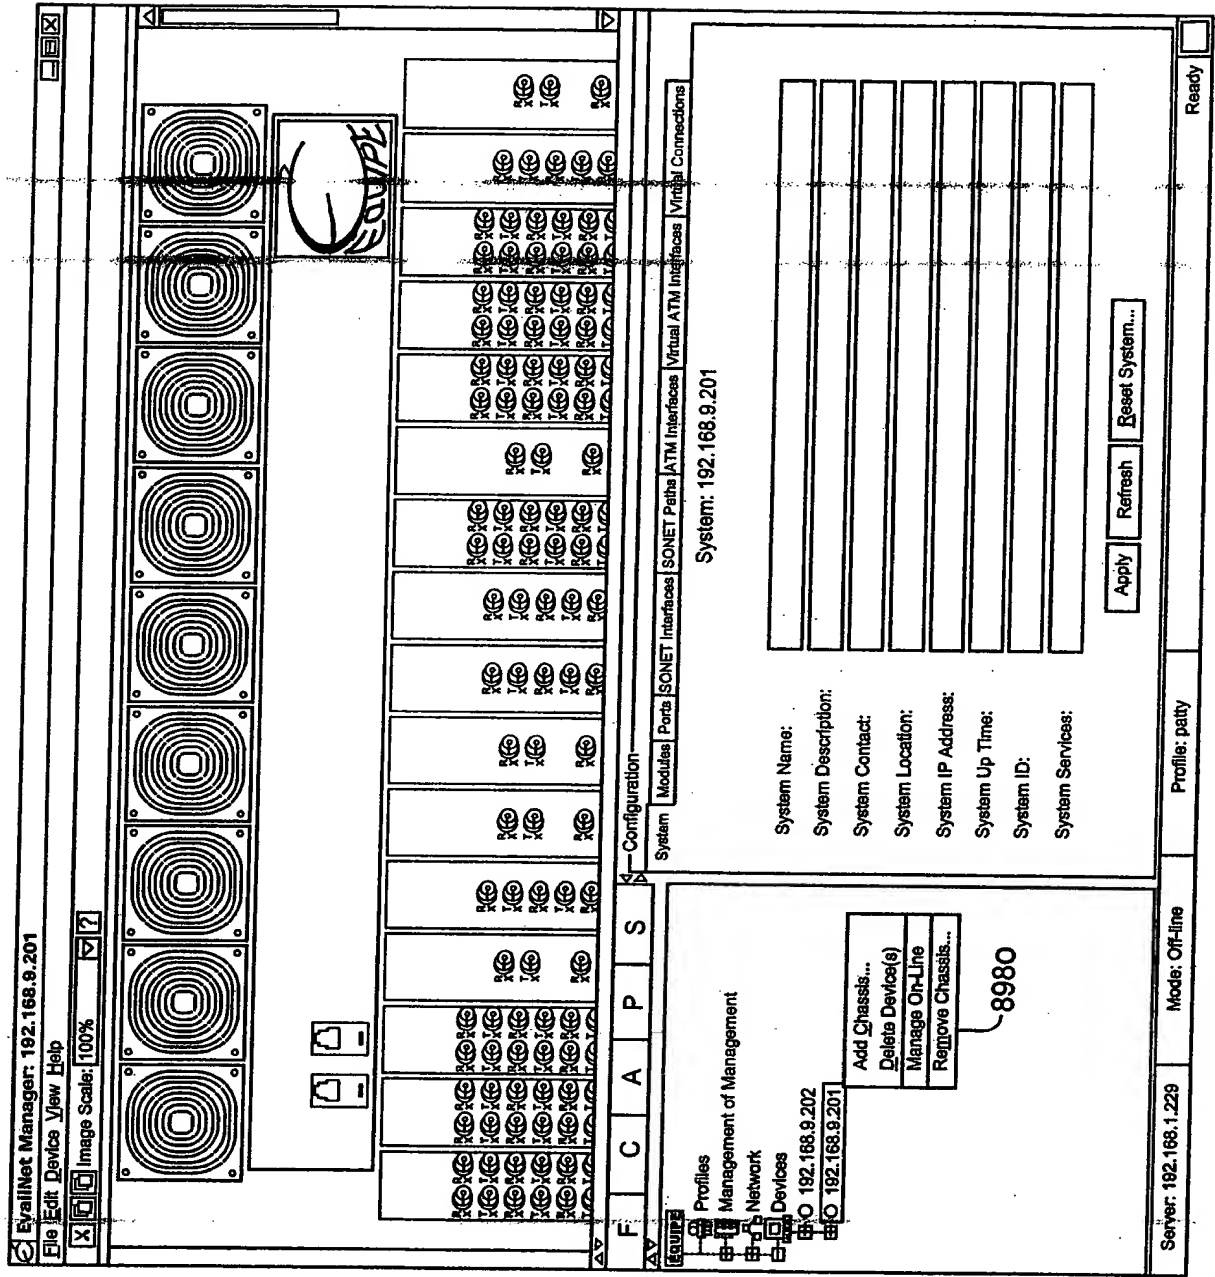 EvaliNet Manager: 192.168.9.201
File Edit Device View Help
Image Scale: 100% ?
EQUIPE
F C A P S
EQUIPE
Profiles
Management of Management
Network
Devices
192.168.9.202
192.168.9.201
Add Chassis...
Delete Device(s)
Manage On-Line
Remove Chassis...
8980
Configuration
System Modules Ports SONET Interfaces SONET Paths ATM Interfaces Virtual ATM Interfaces Virtual Connections
System: 192.168.9.201
System Name:
System Description:
System Contact:
System Location:
System IP Address:
System Up Time:
System ID:
System Services:
Apply Refresh Reset System...
Server: 192.168.1.229 Mode: Off-line Profile: patty Ready